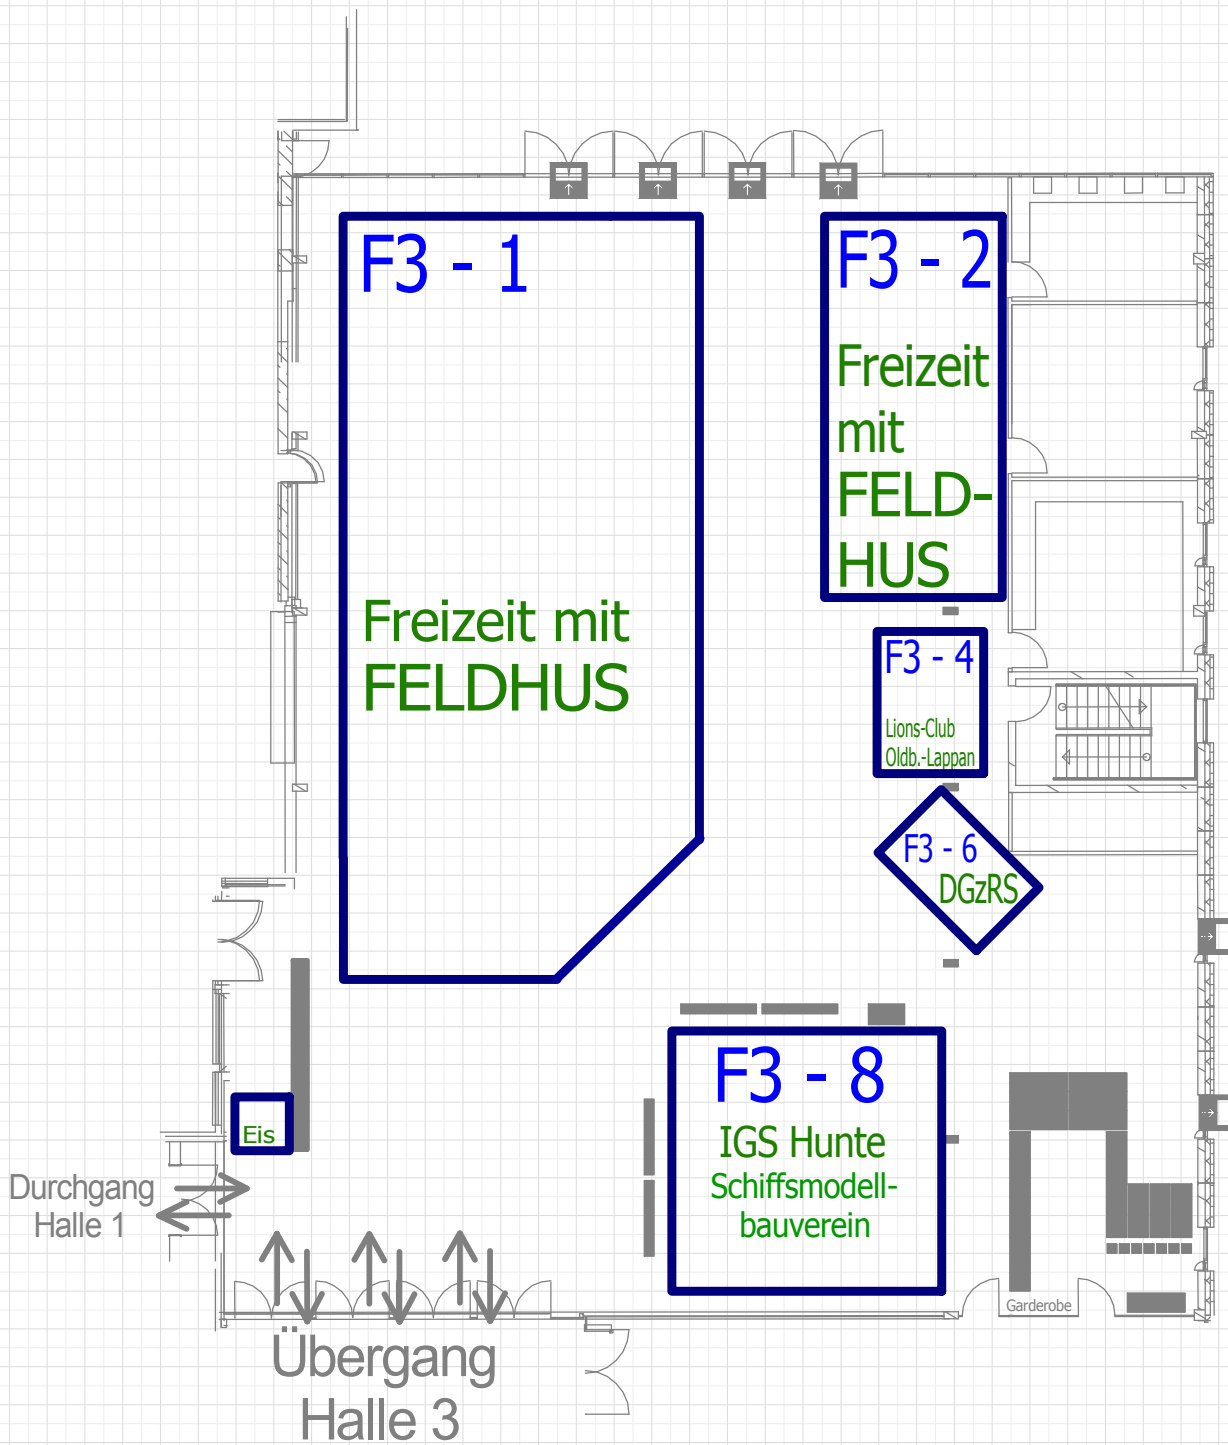 F3 - 1
Freizeit mit
FELDHUS
F3 - 2
Freizeit
mit
FELD-
HUS
F3 - 4
Lions-Club
Oldb.-Lappan
F3 - 6
DGzRS
F3 - 8
IGS Hunte
Schiffsmodell-
bauverein
Eis
Durchgang
Halle 1
Garderobe
Übergang
Halle 3